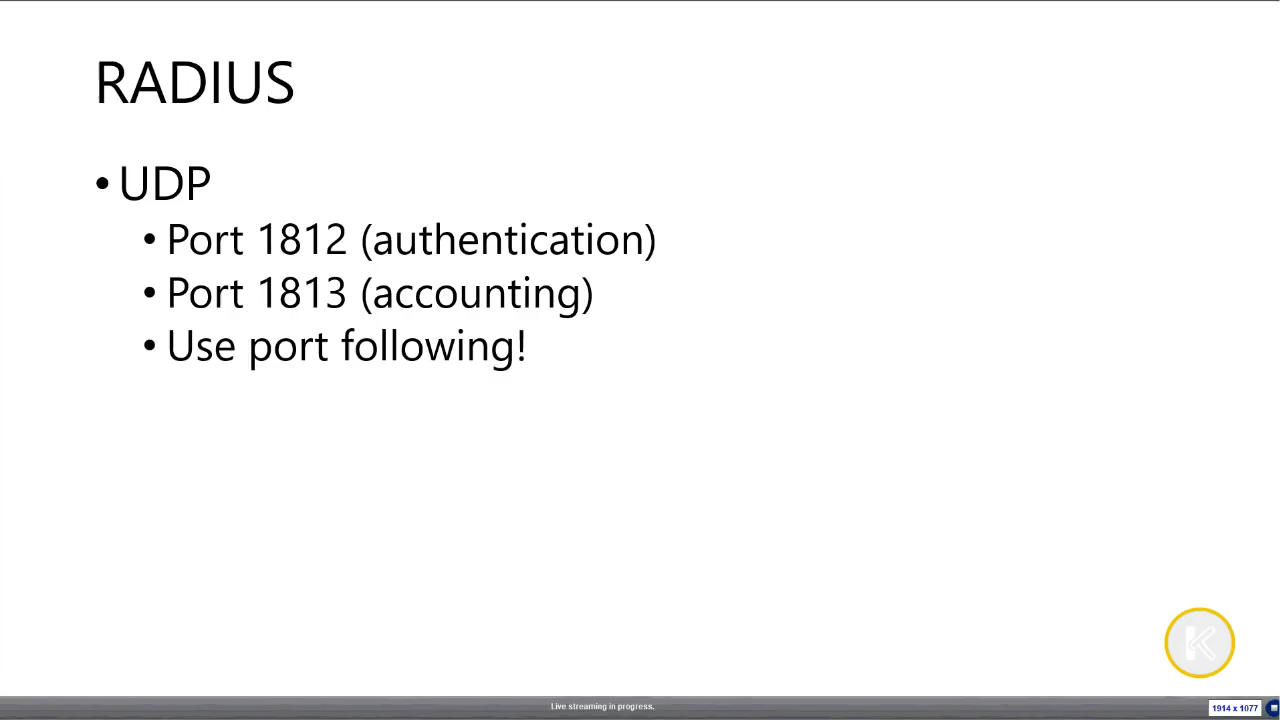 RADIUS
• UDP
• Port 1812 (authentication)
• Port 1813 (accounting)
• Use port following!
K
Live streaming in progress.
1914 x 1077